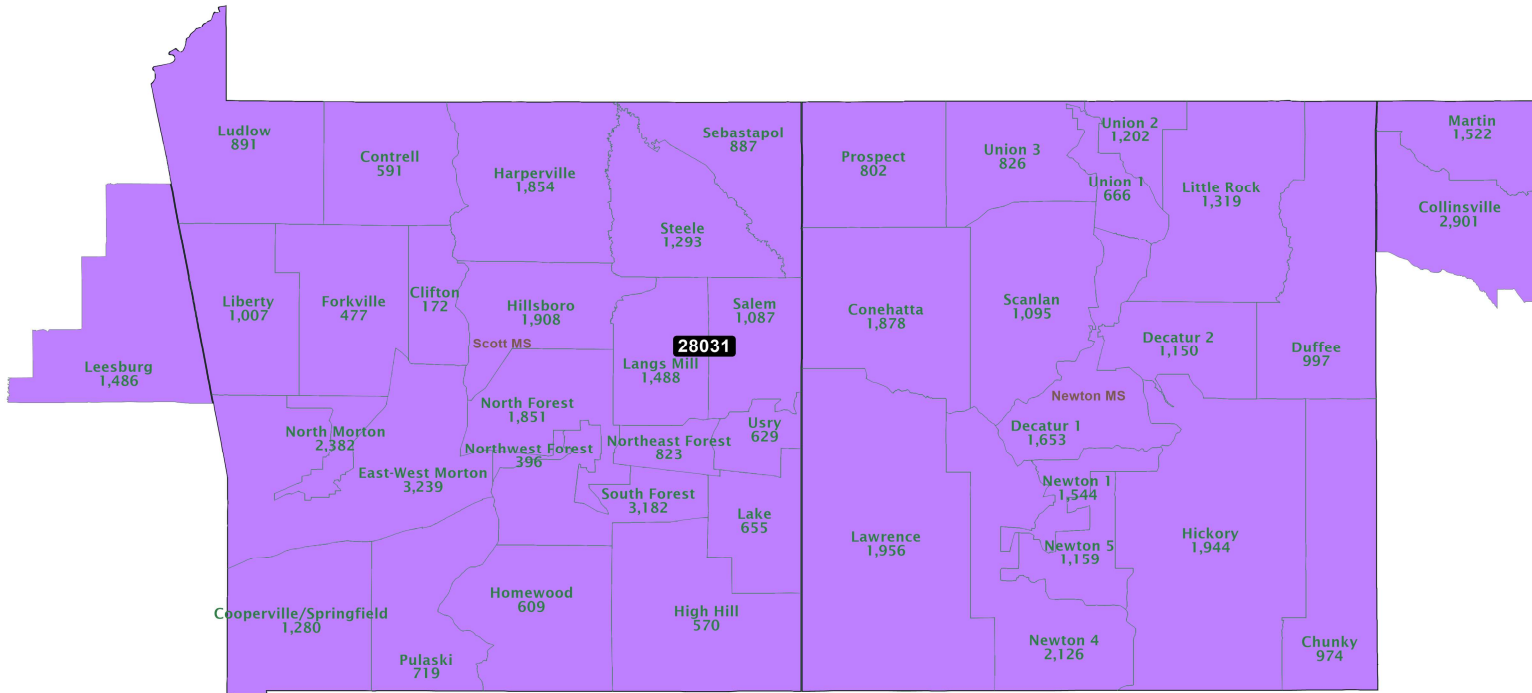 Ludlow
891
Contrell
591
Harperville
1,854
Sebastapol
887
Steele
1,293
Prospect
802
Union 3
826
Union 2
1,202
Union 1
666
Little Rock
1,319
Martin
1,522
Collinsville
2,901
Leesburg
1,486
Liberty
1,007
Forkville
477
Clifton
172
Hillsboro
1,908
Scott MS
Salem
1,087
28031
Langs Mill
1,488
Conehatta
1,878
Scanlan
1,095
Decatur 2
1,150
Duffee
997
Newton MS
North Morton
2,382
East-West Morton
3,239
North Forest
1,851
Northwest Forest
396
Northeast Forest
823
Usry
629
Decatur 1
1,653
South Forest
3,182
Lake
655
Lawrence
1,956
Newton 1
1,544
Newton 5
1,159
Hickory
1,944
Cooperville/Springfield
1,280
Pulaski
719
Homewood
609
High Hill
570
Newton 4
2,126
Chunky
974